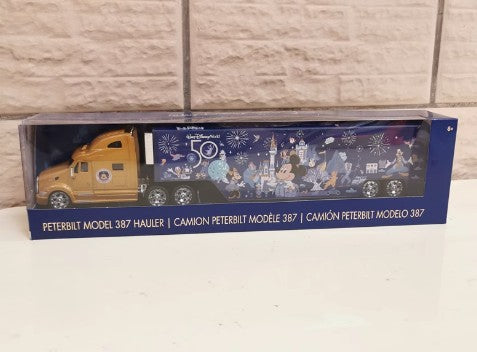 Walt Disney World
50
PETERBILT MODEL 387 HAULER | CAMION PETERBILT MODÈLE 387 | CAMIÓN PETERBILT MODELO 387